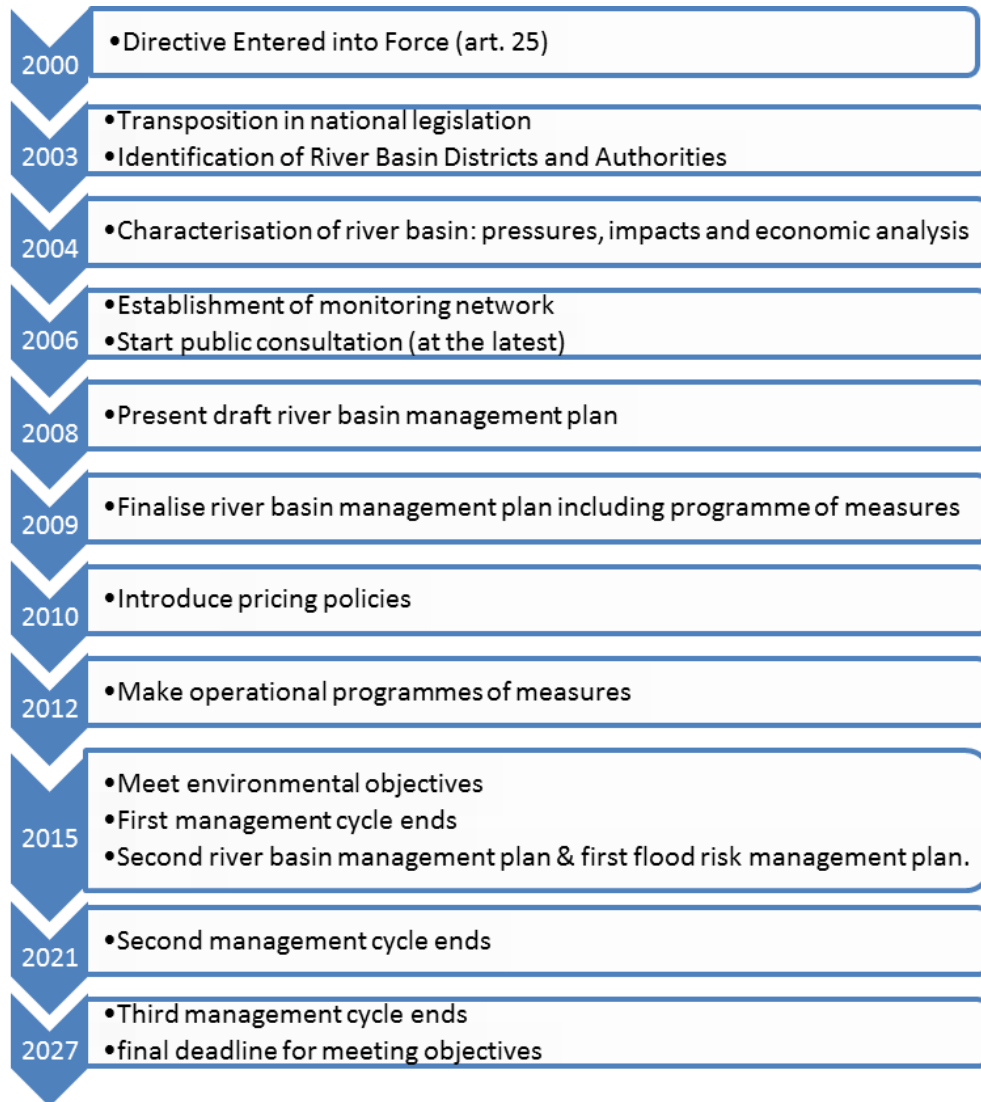 2000
•Directive Entered into Force (art. 25)
2003
•Transposition in national legislation
•Identification of River Basin Districts and Authorities
2004
•Characterisation of river basin: pressures, impacts and economic analysis
2006
•Establishment of monitoring network
•Start public consultation (at the latest)
2008
•Present draft river basin management plan
2009
•Finalise river basin management plan including programme of measures
2010
•Introduce pricing policies
2012
•Make operational programmes of measures
2015
•Meet environmental objectives
•First management cycle ends
•Second river basin management plan & first flood risk management plan.
2021
•Second management cycle ends
2027
•Third management cycle ends
•final deadline for meeting objectives